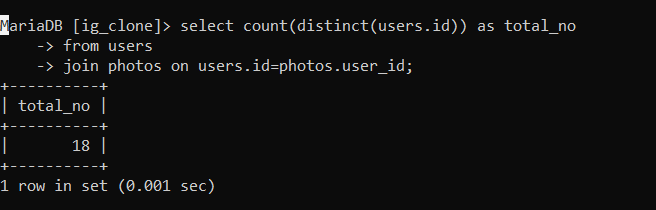 MariaDB [ig_clone]> select count(distinct(users.id)) as total_no
    -> from users
    -> join photos on users.id=photos.user_id;
+----------+
| total_no |
+----------+
|       18 |
+----------+
1 row in set (0.001 sec)